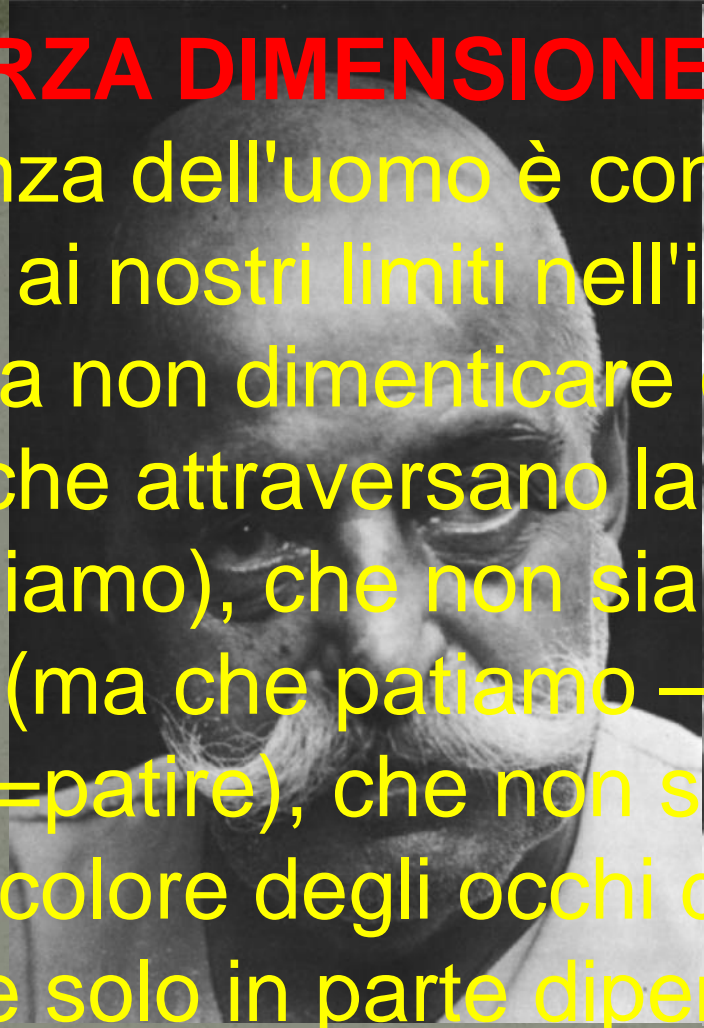 RZA DIMENSIONE
nza dell'uomo è con
ai nostri limiti nell'i
a non dimenticare
che attraversano la
iamo), che non sia
(ma che patiamo –
=patire), che non s
colore degli occhi
e solo in parte dipe